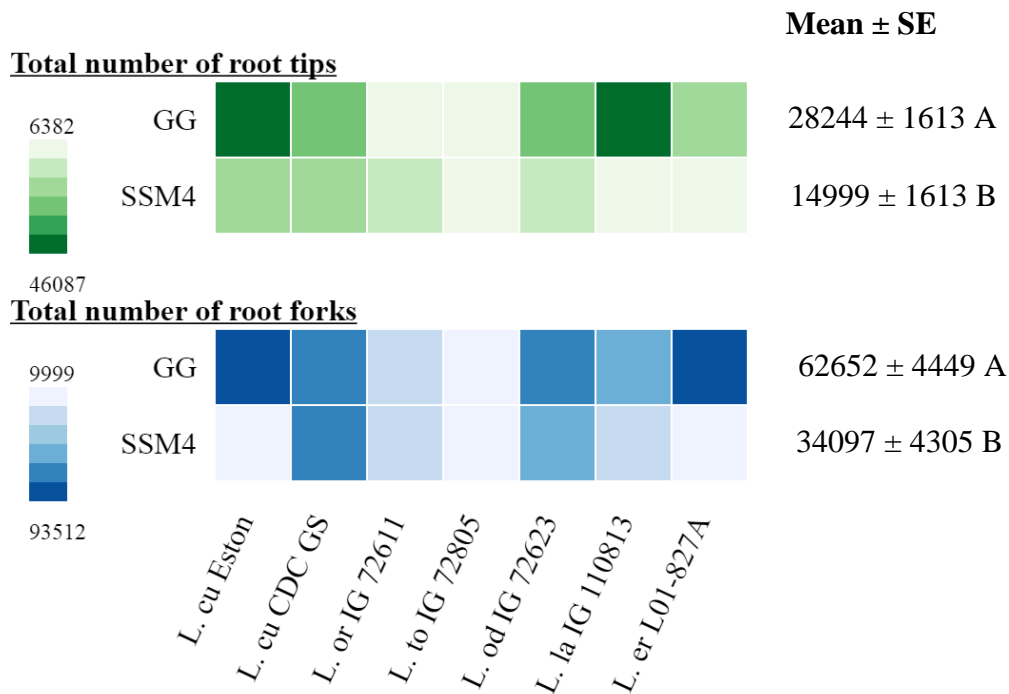 Mean ± SE
Total number of root tips
6382
GG
28244 ± 1613 A
SSM4
14999 ± 1613 B
46087
Total number of root forks
9999
GG
62652 ± 4449 A
SSM4
34097 ± 4305 B
93512
L. cu Eston
L. cu CDC GS
L. or IG 72611
L. to IG 72805
L. od IG 72623
L. la IG 110813
L. er L01-827A